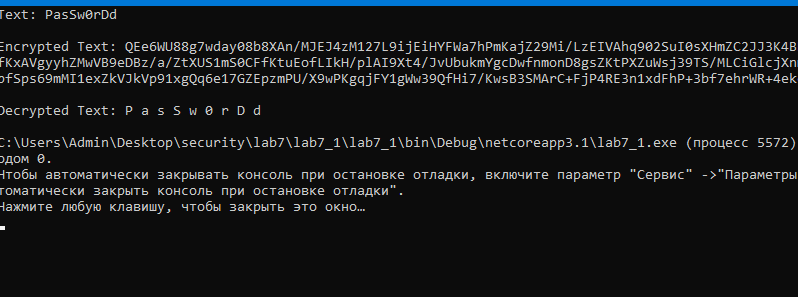 Text: PasSw0rDd
Encrypted Text: QEe6WU88g7wday08b8XAn/MJEJ4zM127L9ijEiHYFWa7hPmKajZ29Mi/LzEIVAhq902SuI0sXHmZC2JJ3K4B
fKxAVgyyhZMwVB9eDBz/a/ZtXUS1mS0CFfKtuEofLIkH/plAI9Xt4/JvUbukmYgcDwfnmonD8gsZKtPXZuWsj39TS/MLCiGlcjXn
pfSps69mMI1exZkVJkVp91xgQq6e17GZEpzmPU/X9wPKgqjFY1gWw39QfHi7/KwsB3SMArC+FjP4RE3n1xdFhP+3bf7ehrWR+4ek
Decrypted Text: P a s S w 0 r D d
C:\Users\Admin\Desktop\security\lab7\lab7_1\lab7_1\bin\Debug\netcoreapp3.1\lab7_1.exe (процесс 5572)
одом 0.
Чтобы автоматически закрывать консоль при остановке отладки, включите параметр "Сервис" ->"Параметры
томатически закрыть консоль при остановке отладки".
Нажмите любую клавишу, чтобы закрыть это окно…